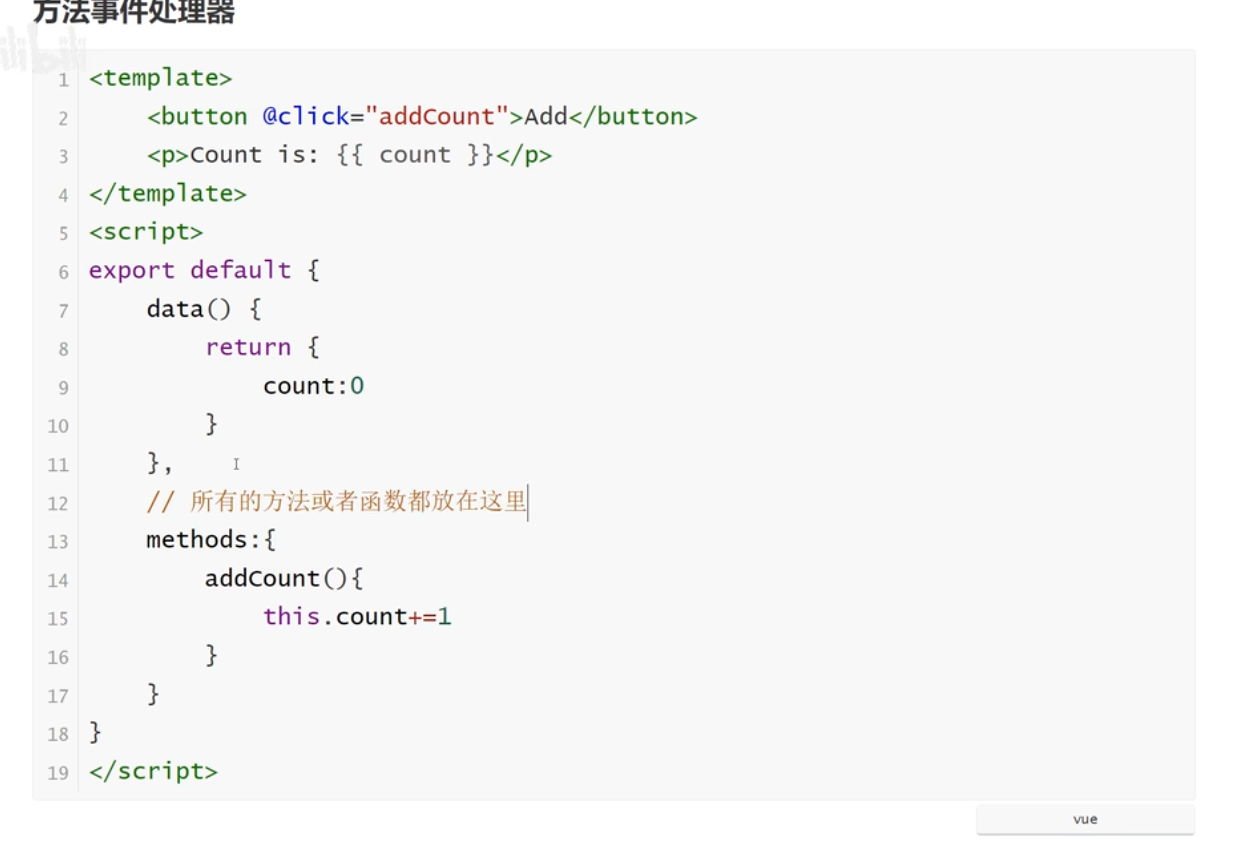 方法事件处理器
1 <template>
2     <button @click="addCount">Add</button>
3     <p>Count is: {{ count }}</p>
4 </template>
5 <script>
6 export default {
7     data() {
8         return {
9             count:0
10         }
11     },
12     // 所有的方法或者函数都放在这里
13     methods:{
14         addCount(){
15             this.count+=1
16         }
17     }
18 }
19 </script>
vue